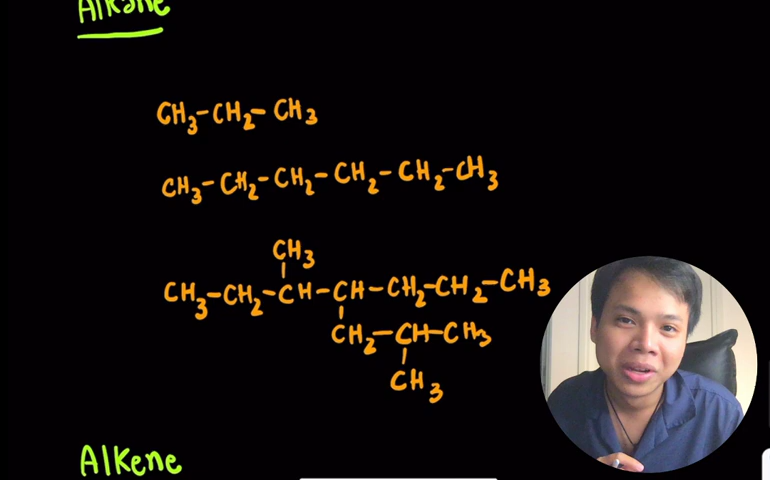 Alkane
CH₃-CH₂-CH₃
CH₃-CH₂-CH₂-CH₂-CH₂-CH₃
CH₃
CH₃-CH₂-CH-CH-CH₂-CH₂-CH₃
CH₂-CH-CH₃
CH₃
Alkene